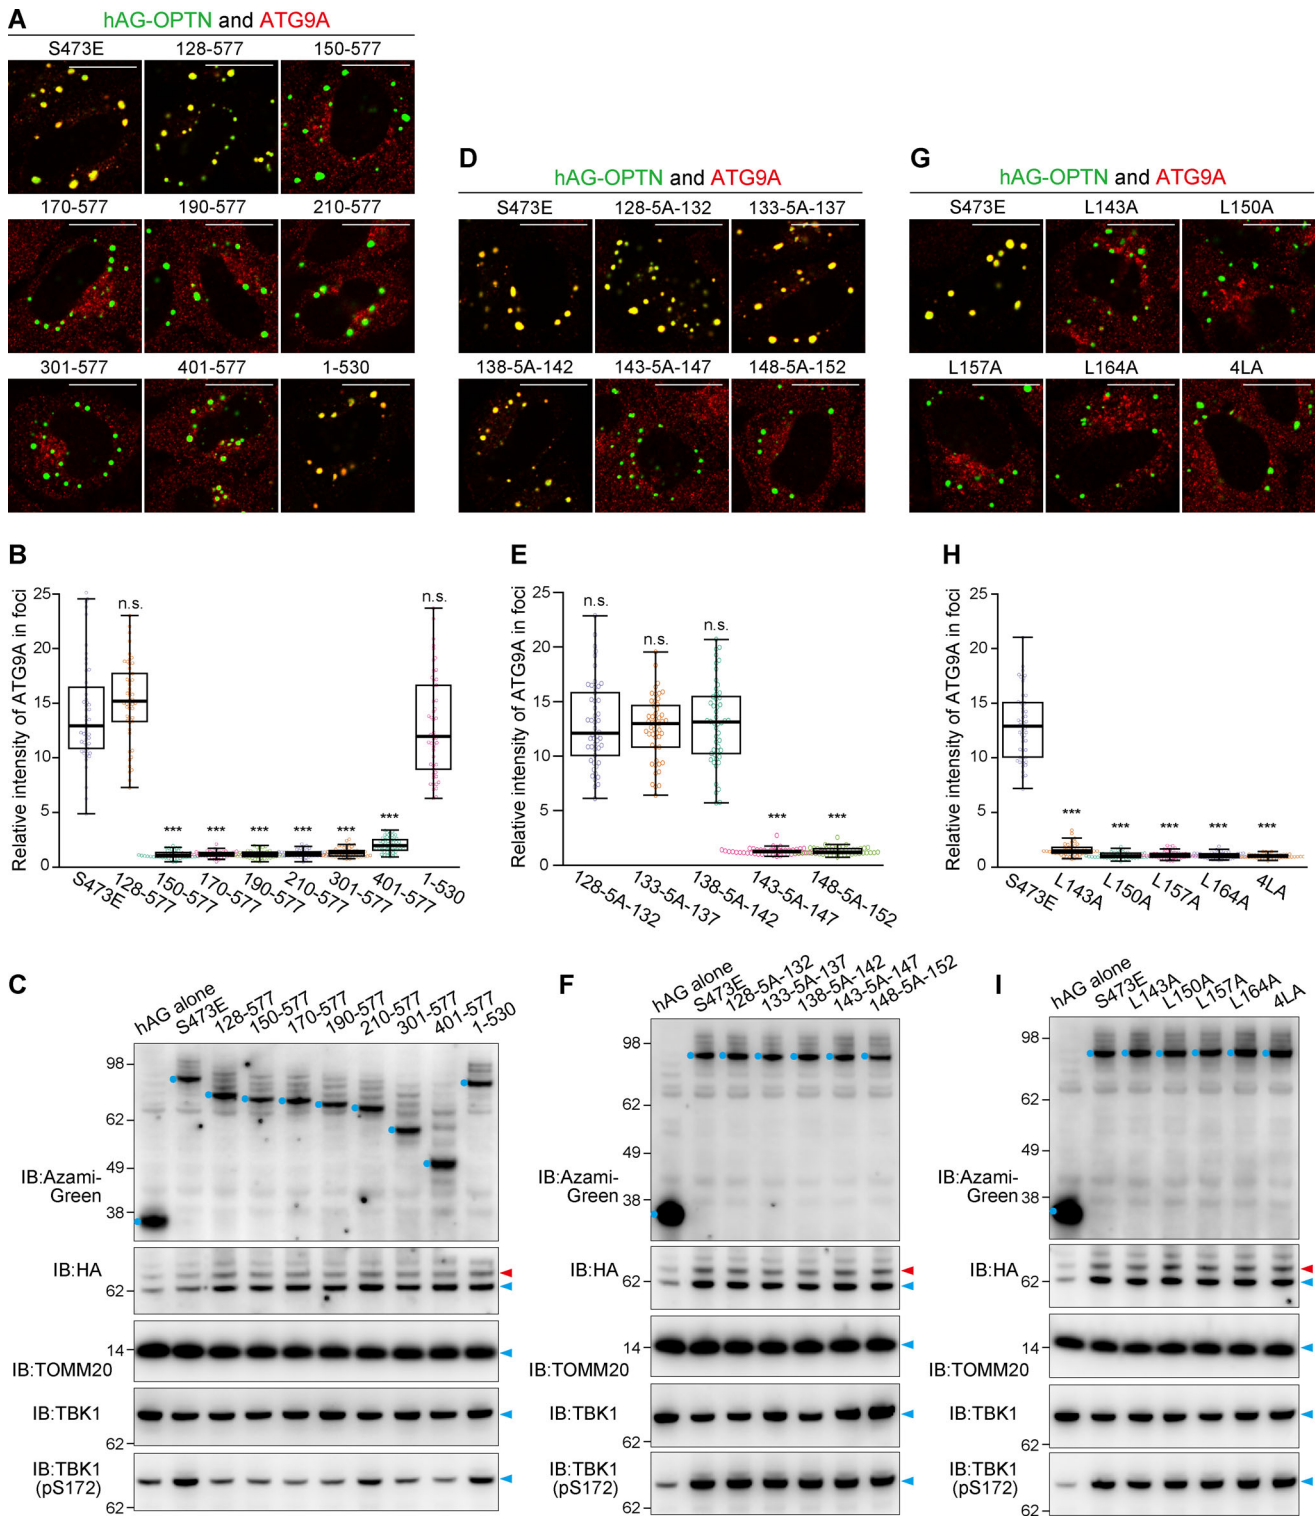 A
hAG-OPTN and ATG9A
S473E 128-577 150-577
170-577 190-577 210-577
301-577 401-577 1-530
D
hAG-OPTN and ATG9A
S473E 128-5A-132 133-5A-137
138-5A-142 143-5A-147 148-5A-152
G
hAG-OPTN and ATG9A
S473E L143A L150A
L157A L164A 4LA
B
Relative intensity of ATG9A in foci
25
20
15
10
5
0
n.s. *** *** *** *** *** *** n.s.
S473E 128-577 150-577 170-577 190-577 210-577 301-577 401-577 1-530
E
Relative intensity of ATG9A in foci
25
20
15
10
5
0
n.s. n.s. n.s. *** ***
128-5A-132 133-5A-137 138-5A-142 143-5A-147 148-5A-152
H
Relative intensity of ATG9A in foci
25
20
15
10
5
0
*** *** *** *** ***
S473E L143A L150A L157A L164A 4LA
C
hAG alone S473E 128-577 150-577 170-577 190-577 210-577 301-577 401-577 1-530
98
62
49
38
IB:Azami-
Green
IB:HA
62
14
IB:TOMM20
IB:TBK1
62
IB:TBK1
(pS172)
62
F
hAG alone S473E 128-5A-132 133-5A-137 138-5A-142 143-5A-147 148-5A-152
98
62
49
38
IB:Azami-
Green
IB:HA
62
14
IB:TOMM20
IB:TBK1
62
IB:TBK1
(pS172)
62
I
hAG alone S473E L143A L150A L157A L164A 4LA
98
62
49
38
IB:Azami-
Green
IB:HA
62
14
IB:TOMM20
IB:TBK1
62
IB:TBK1
(pS172)
62